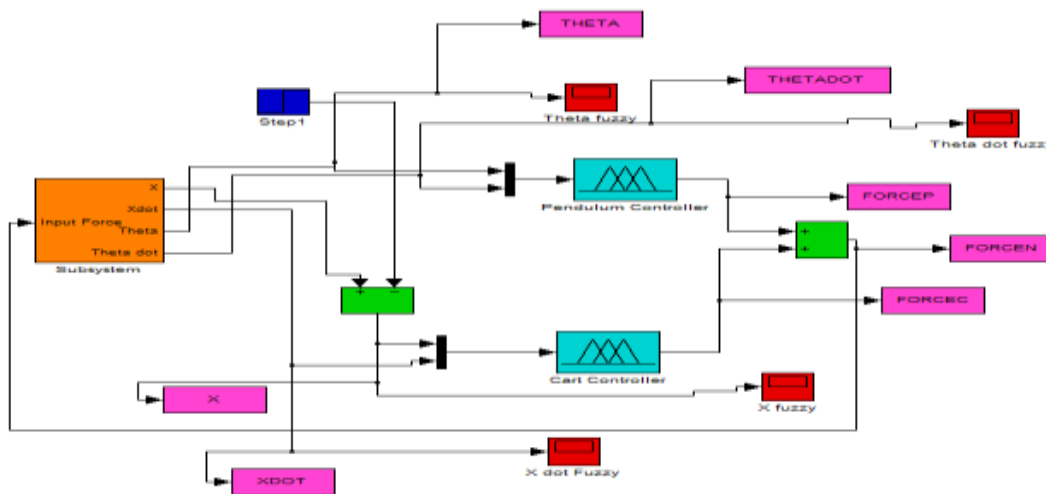 THETA
THETADOT
Step1
Theta fuzzy
Theta dot fuzzy
X
Xdot
Input Force
Theta
Theta dot
Subsystem
Pendulum Controller
FORCEP
+
+
FORCEN
+ -
FORCEC
Cart Controller
X
X fuzzy
X dot Fuzzy
XDOT